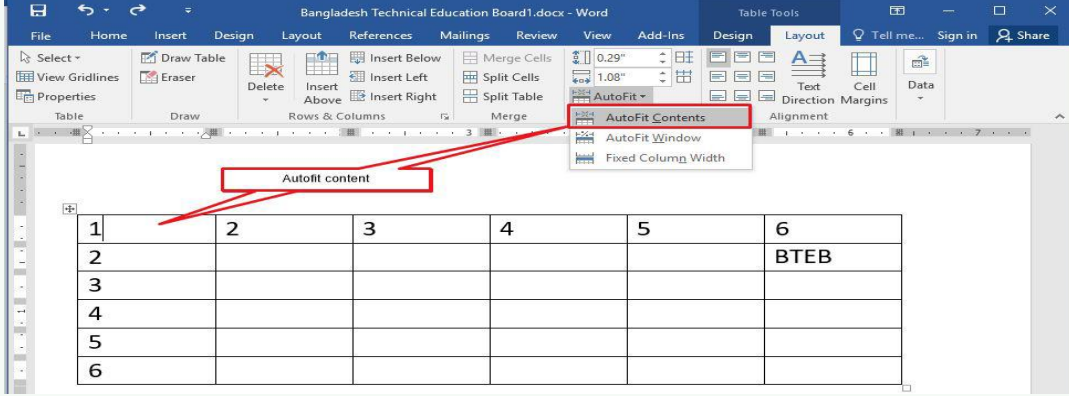 Bangladesh Technical Education Board1.docx - Word
Table Tools
File Home Insert Design Layout References Mailings Review View Add-Ins Design Layout Tell me... Sign in Share
Select Draw Table Insert Below Merge Cells 0.29"
View Gridlines Eraser Delete Insert Above Insert Left Split Cells 1.08" Text Direction Cell Margins Data
Properties Insert Right Split Table AutoFit
Table Draw Rows & Columns Merge AutoFit Contents Alignment
AutoFit Window
Fixed Column Width
3 6 7
Autofit content
1 2 3 4 5 6
2 BTEB
3
4
5
6